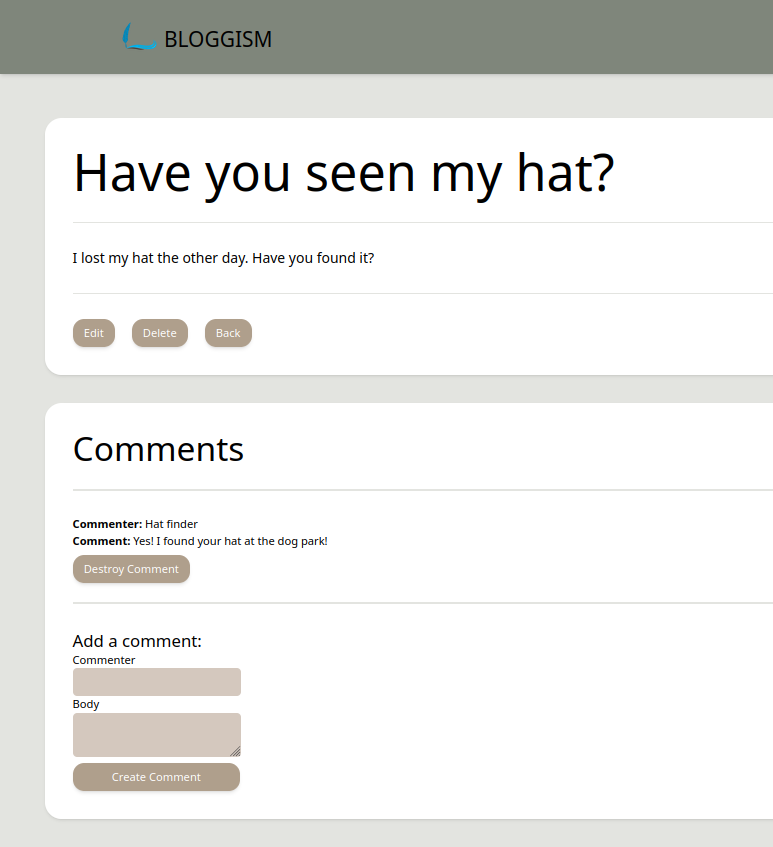 BLOGGISM
Have you seen my hat?
I lost my hat the other day. Have you found it?
Edit Delete Back
Comments
Commenter: Hat finder
Comment: Yes! I found your hat at the dog park!
Destroy Comment
Add a comment:
Commenter
Body
Create Comment